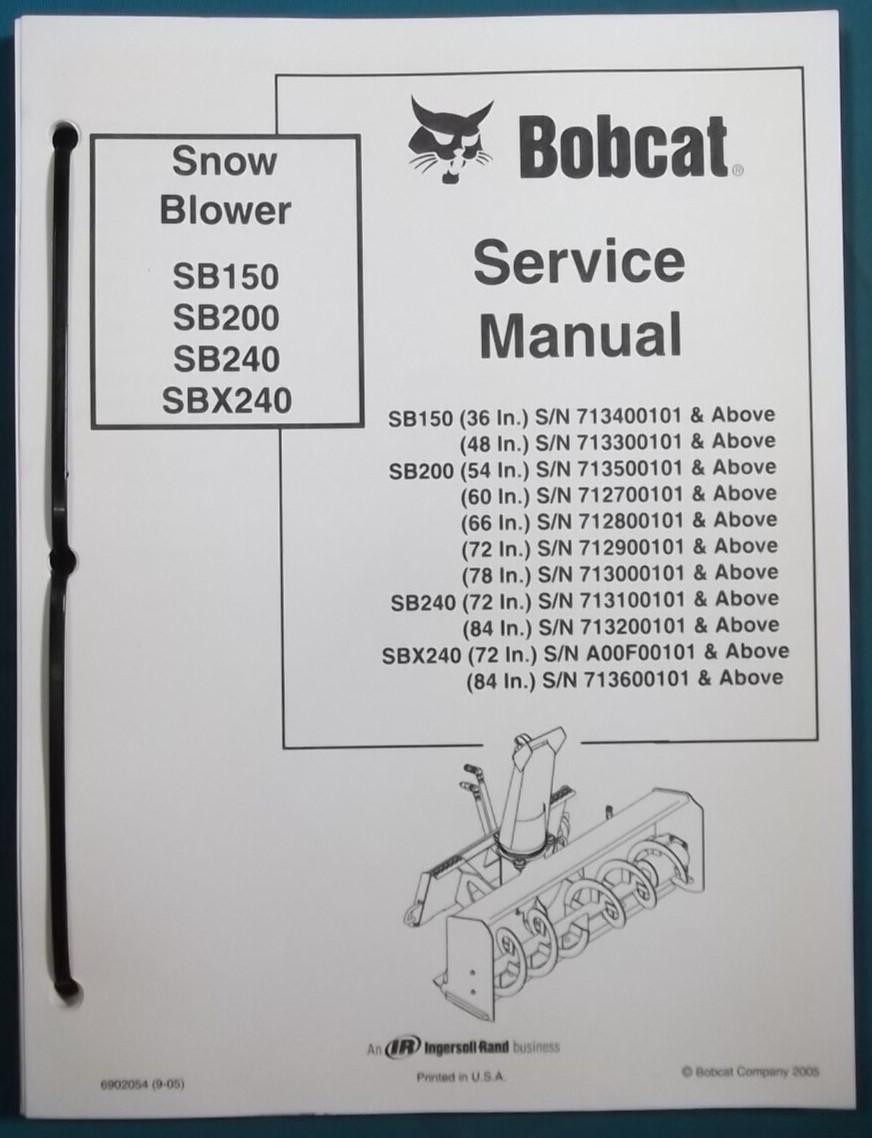 Snow
Blower
SB150
SB200
SB240
SBX240
Bobcat®
Service
Manual
SB150 (36 In.) S/N 713400101 & Above
(48 In.) S/N 713300101 & Above
SB200 (54 In.) S/N 713500101 & Above
(60 In.) S/N 712700101 & Above
(66 In.) S/N 712800101 & Above
(72 In.) S/N 712900101 & Above
(78 In.) S/N 713000101 & Above
SB240 (72 In.) S/N 713100101 & Above
(84 In.) S/N 713200101 & Above
SBX240 (72 In.) S/N A00F00101 & Above
(84 In.) S/N 713600101 & Above
An IR Ingersoll-Rand business
6902054 (9-05)
Printed in U.S.A.
© Bobcat Company 2005